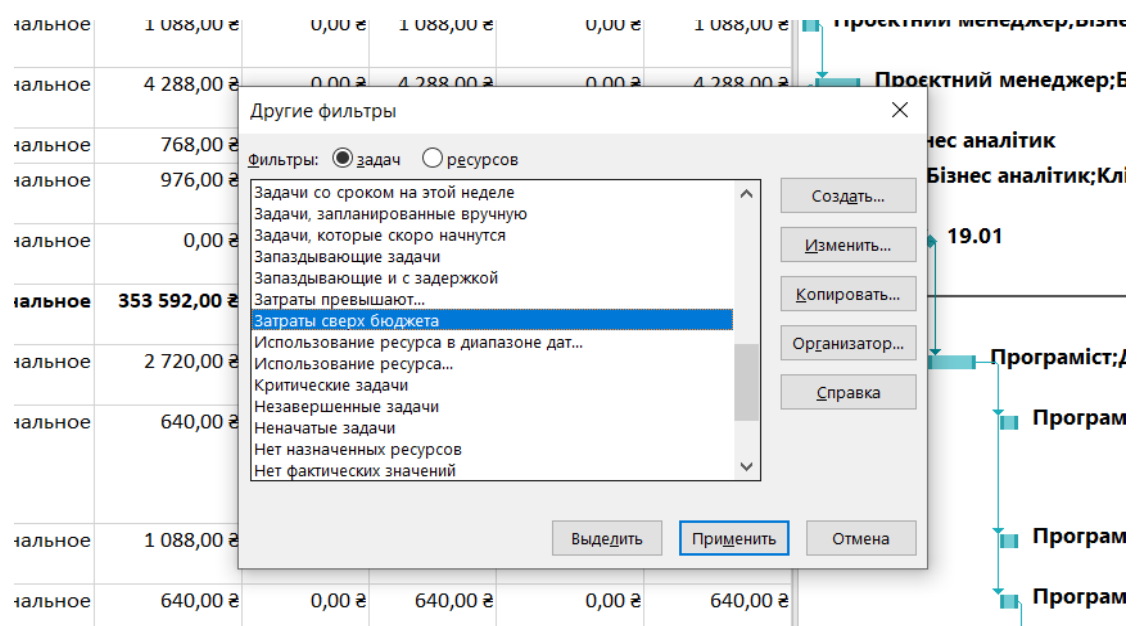 нальное 1 088,00 ₴ 0,00 ₴ 1 088,00 ₴ 0,00 ₴ 1 088,00 ₴ Проєктний менеджер;Бізне
нальное 4 288,00 ₴ 0,00 ₴ 4 288,00 ₴ 0,00 ₴ 4 288,00 ₴ Проєктний менеджер;Б
Другие фильтры
нальное 768,00 ₴ нес аналітик
Фильтры: задач ресурсов
нальное 976,00 ₴ Бізнес аналітик;Клі
Задачи со сроком на этой неделе
Задачи, запланированные вручную
Задачи, которые скоро начнутся
Запаздывающие задачи
Запаздывающие и с задержкой
Затраты превышают...
Затраты сверх бюджета
Использование ресурса в диапазоне дат...
Использование ресурса...
Критические задачи
Незавершенные задачи
Неначатые задачи
Нет назначенных ресурсов
Нет фактических значений
Создать...
Изменить...
Копировать...
Организатор...
Справка
Выделить Применить Отмена
нальное 0,00 ₴ 19.01
нальное 353 592,00 ₴
нальное 2 720,00 ₴ Програміст;Д
нальное 640,00 ₴ Програм
нальное 1 088,00 ₴ Програм
нальное 640,00 ₴ 0,00 ₴ 640,00 ₴ 0,00 ₴ 640,00 ₴ Програм